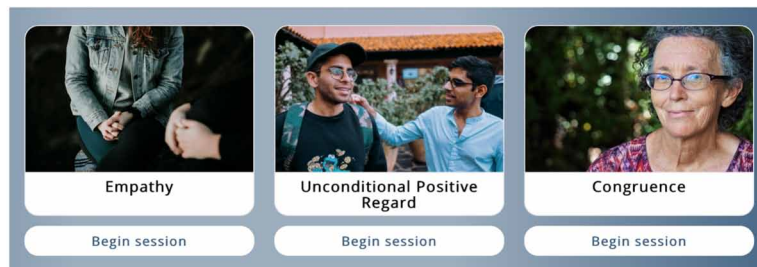 Empathy
Unconditional Positive
Regard
Congruence
Begin session
Begin session
Begin session